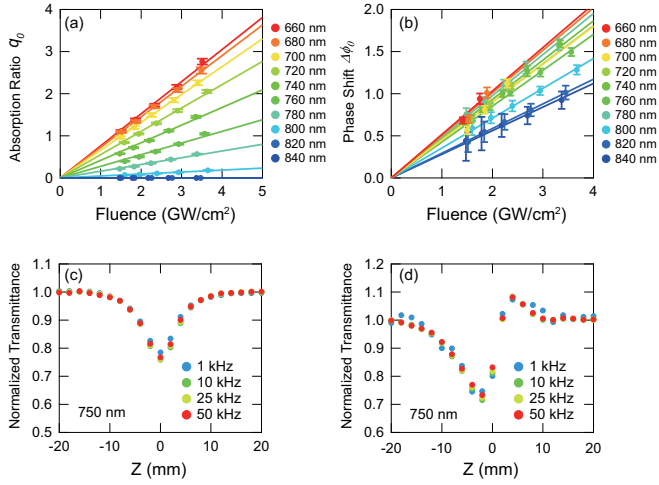 (a)
Absorption Ratio q0
4
3
2
1
0
0
1
2
3
4
5
Fluence (GW/cm2)
660 nm
680 nm
700 nm
720 nm
740 nm
760 nm
780 nm
800 nm
820 nm
840 nm
(b)
Phase Shift Δϕ0
2.0
1.5
1.0
0.5
0.0
0
1
2
3
4
Fluence (GW/cm2)
660 nm
680 nm
700 nm
720 nm
740 nm
760 nm
780 nm
800 nm
820 nm
840 nm
(c)
Normalized Transmittance
1.1
1.0
0.9
0.8
0.7
0.6
0.5
-20
-10
0
10
20
Z (mm)
1 kHz
10 kHz
25 kHz
50 kHz
750 nm
(d)
Normalized Transmittance
1.2
1.1
1.0
0.9
0.8
0.7
0.6
-20
-10
0
10
20
Z (mm)
1 kHz
10 kHz
25 kHz
50 kHz
750 nm